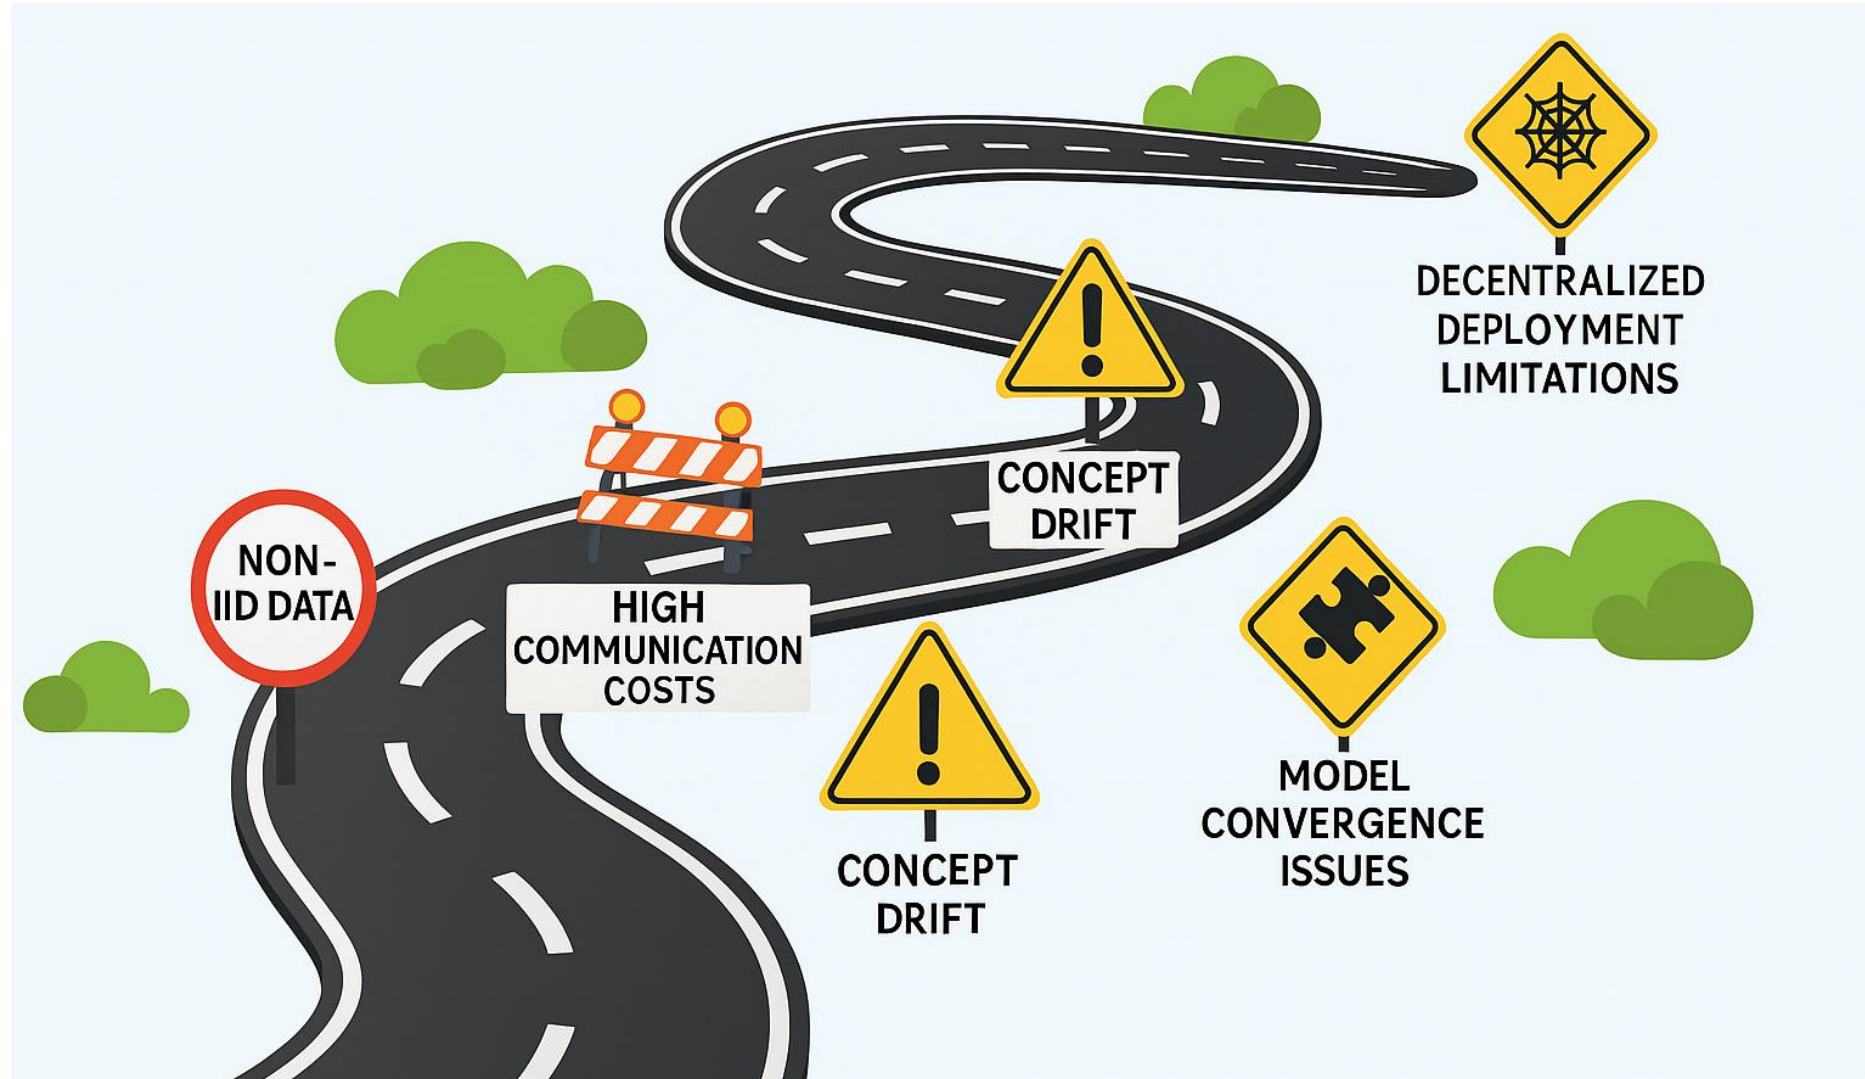 DECENTRALIZED
DEPLOYMENT
LIMITATIONS
CONCEPT
DRIFT
NON-
IID DATA
HIGH
COMMUNICATION
COSTS
MODEL
CONVERGENCE
ISSUES
CONCEPT
DRIFT